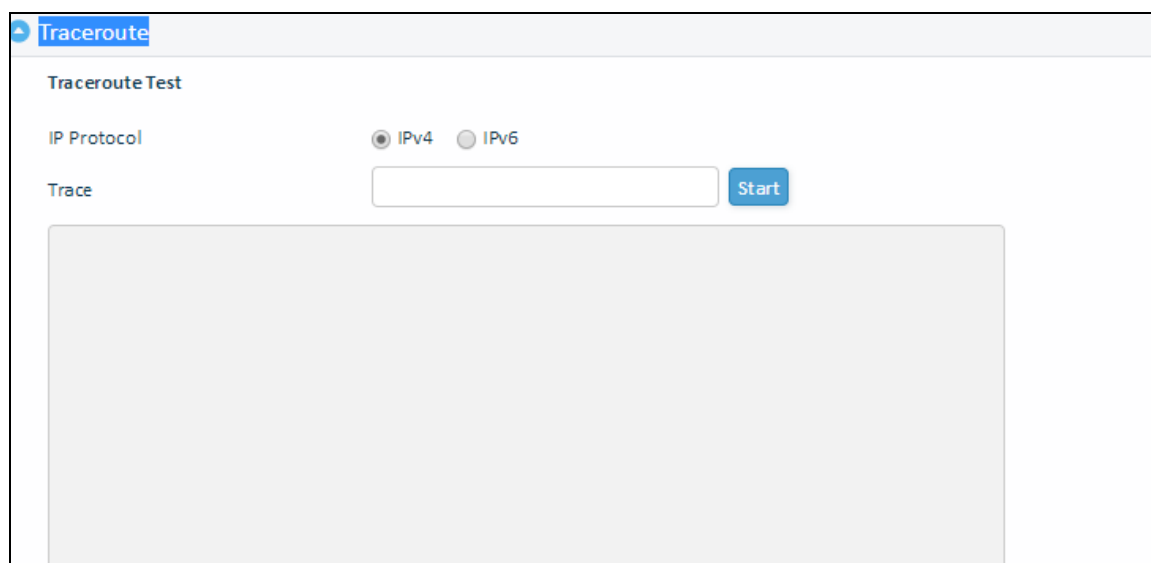 Traceroute
Traceroute Test
IP Protocol IPv4 IPv6
Trace Start